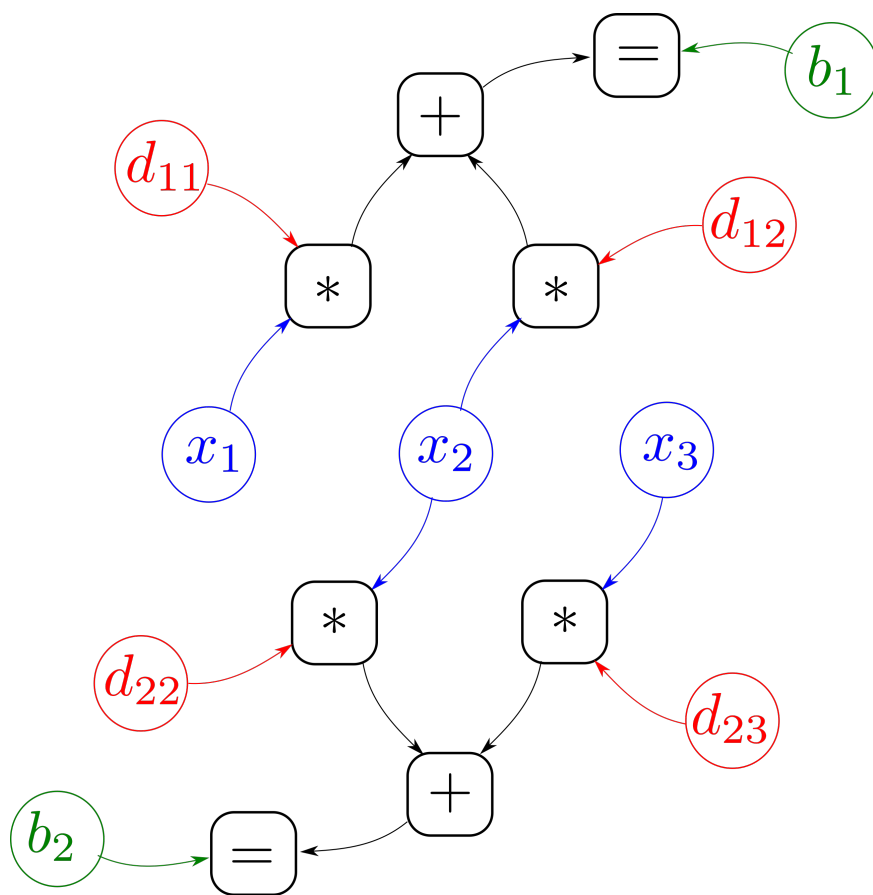 =
b₁
+
d₁₁
d₁₂
*
*
x₁
x₂
x₃
*
*
d₂₂
d₂₃
+
b₂
=